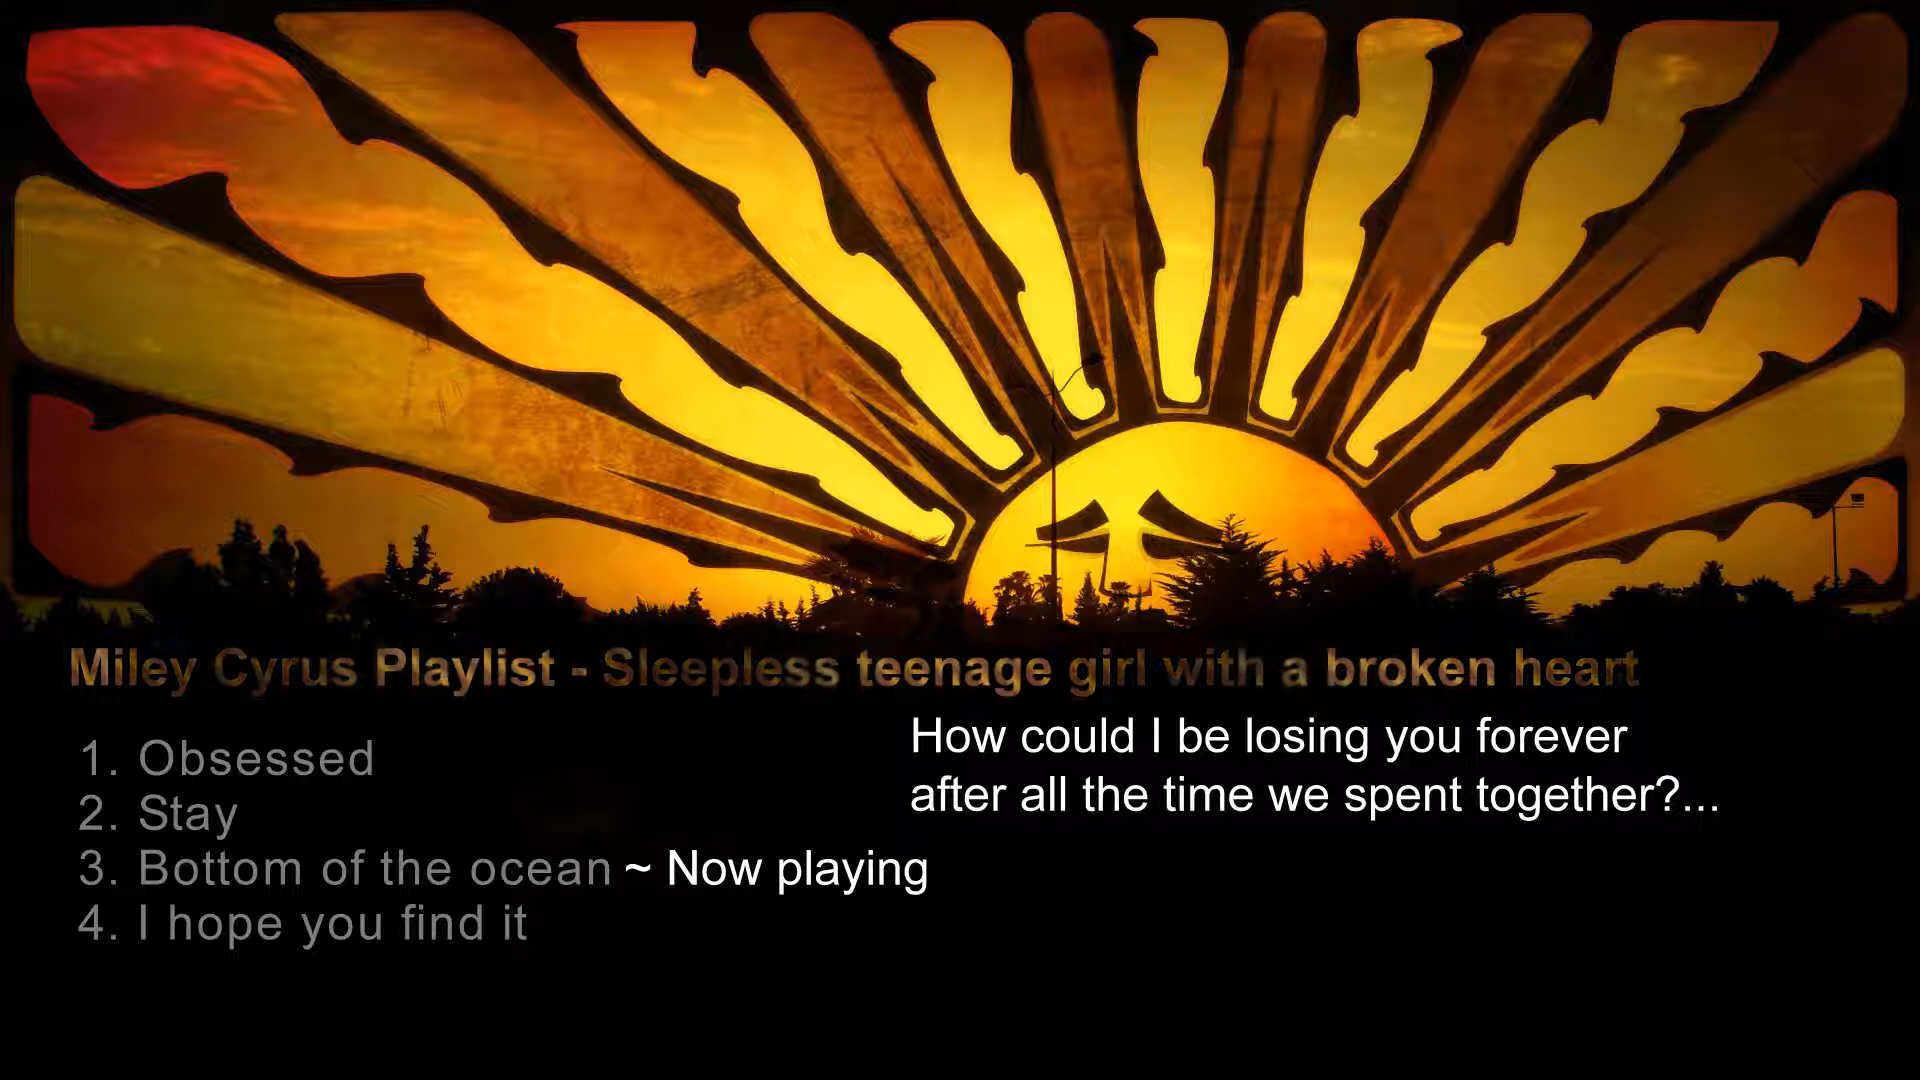 Miley Cyrus Playlist - Sleepless teenage girl with a broken heart
1. Obsessed
2. Stay
3. Bottom of the ocean ~ Now playing
4. I hope you find it
How could I be losing you forever
after all the time we spent together?...